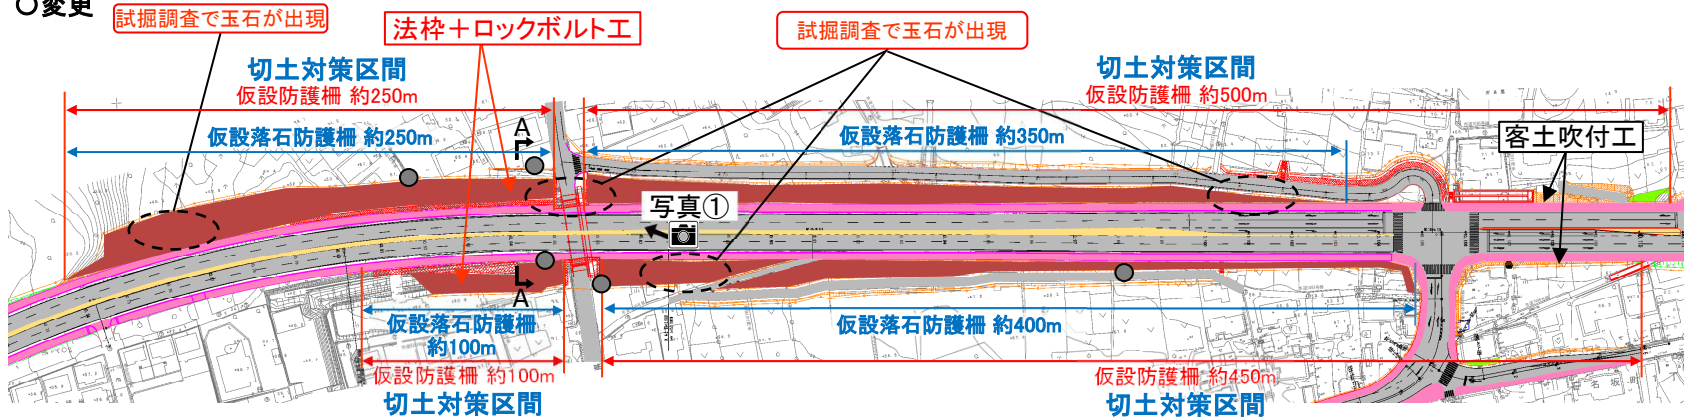 〇変更
試掘調査で玉石が出現
法枠＋ロックボルト工
試掘調査で玉石が出現
切土対策区間
仮設防護柵 約250m
切土対策区間
仮設防護柵 約500m
仮設落石防護柵 約250m
A
仮設落石防護柵 約350m
客土吹付工
写真①
A
仮設落石防護柵
約100m
仮設落石防護柵 約400m
仮設防護柵 約100m
仮設防護柵 約450m
切土対策区間
切土対策区間